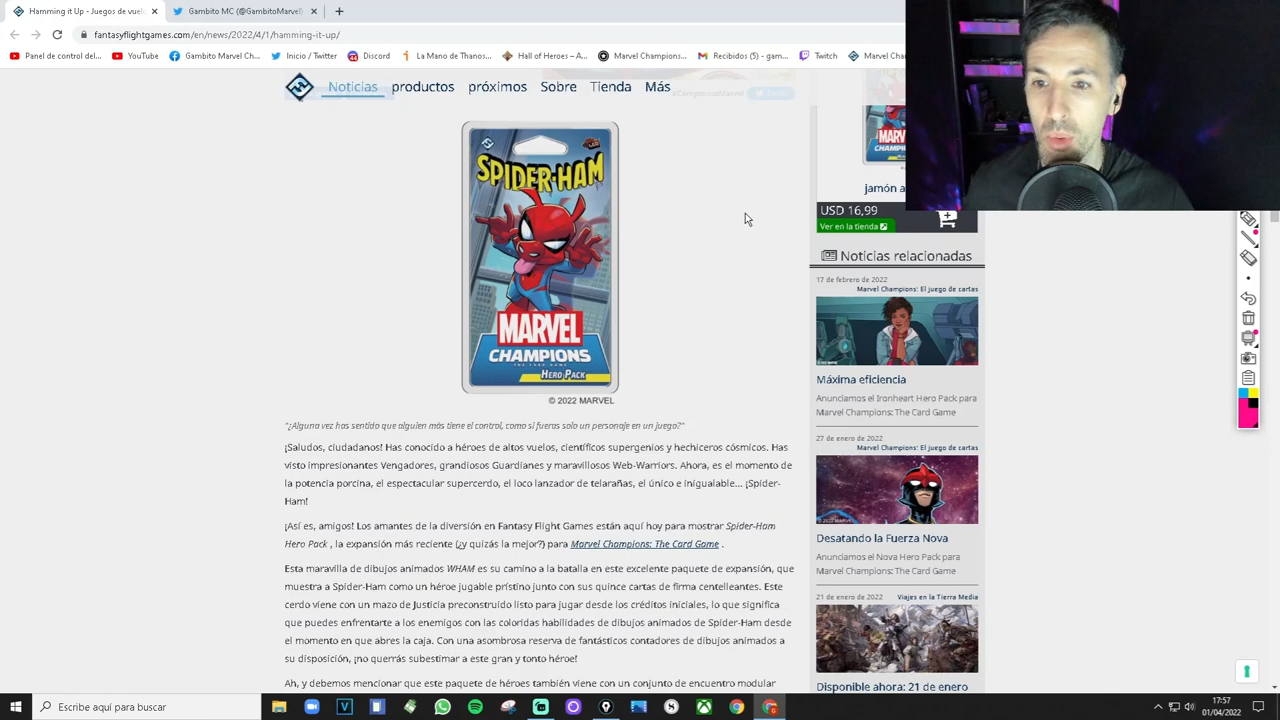 Hamming it Up - Juegos de vuel
Gambito MC (@GambitoMarvel)
fantasyflightgames.com/en/news/2022/4/1/hamming-it-up/
Panel de control del...
YouTube
Gambito Marvel Ch...
Inicio / Twitter
Discord
La Mano de Thanos...
Hall of Heroes – A...
Marvel Champions...
Recibidos (5) - gam...
Twitch
Marvel Cha
Noticias
productos
próximos
Sobre
Tienda
Más
SPIDER-HAM
MARVEL
CHAMPIONS
THE CARD GAME
HERO PACK
© 2022 MARVEL
"¿Alguna vez has sentido que alguien más tiene el control, como si fueras solo un personaje en un juego?"
¡Saludos, ciudadanos! Has conocido a héroes de altos vuelos, científicos supergenios y hechiceros cósmicos. Has
visto impresionantes Vengadores, grandiosos Guardianes y maravillosos Web-Warriors. Ahora, es el momento de
la potencia porcina, el espectacular supercerdo, el loco lanzador de telarañas, el único e inigualable... ¡Spider-
Ham!
¡Así es, amigos! Los amantes de la diversión en Fantasy Flight Games están aquí hoy para mostrar Spider-Ham
Hero Pack , la expansión más reciente (¿y quizás la mejor?) para Marvel Champions: The Card Game .
Esta maravilla de dibujos animados WHAM es su camino a la batalla en este excelente paquete de expansión, que
muestra a Spider-Ham como un héroe jugable prístino junto con sus quince cartas de firma centelleantes. Este
cerdo viene con un mazo de Justicia preconstruido listo para jugar desde los créditos iniciales, lo que significa
que puedes enfrentarte a los enemigos con las coloridas habilidades de dibujos animados de Spider-Ham desde
el momento en que abres la caja. Con una asombrosa reserva de fantásticos contadores de dibujos animados a
su disposición, ¡no querrás subestimar a este gran y tonto héroe!
Ah, y debemos mencionar que este paquete de héroes también viene con un conjunto de encuentro modular
jamón a
USD 16,99
Ver en la tienda
Noticias relacionadas
17 de febrero de 2022
Marvel Champions: El juego de cartas
Máxima eficiencia
Anunciamos el Ironheart Hero Pack para
Marvel Champions: The Card Game
27 de enero de 2022
Marvel Champions: El juego de cartas
Desatando la Fuerza Nova
Anunciamos el Nova Hero Pack para
Marvel Champions: The Card Game
21 de enero de 2022
Viajes en la Tierra Media
Disponible ahora: 21 de enero
Escribe aquí para buscar
17:57
01/04/2022